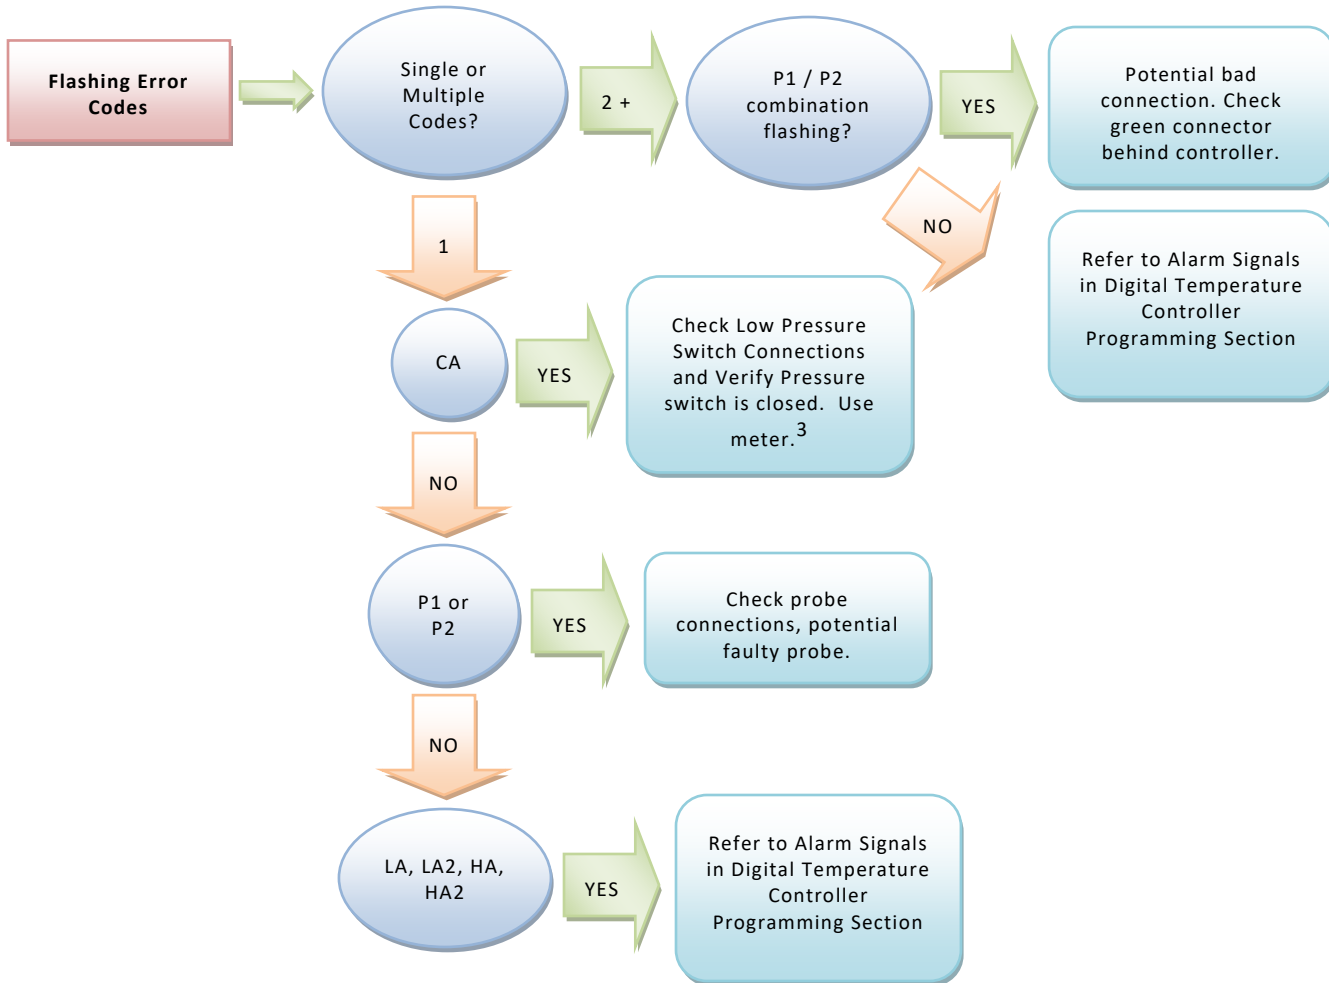 Flashing Error
Codes
Single or
Multiple
Codes?
2 +
P1 / P2
combination
flashing?
YES
Potential bad
connection. Check
green connector
behind controller.
NO
Refer to Alarm Signals
in Digital Temperature
Controller
Programming Section
1
CA
YES
Check Low Pressure
Switch Connections
and Verify Pressure
switch is closed.  Use
meter.3
NO
P1 or
P2
YES
Check probe
connections, potential
faulty probe.
NO
LA, LA2, HA,
HA2
YES
Refer to Alarm Signals
in Digital Temperature
Controller
Programming Section